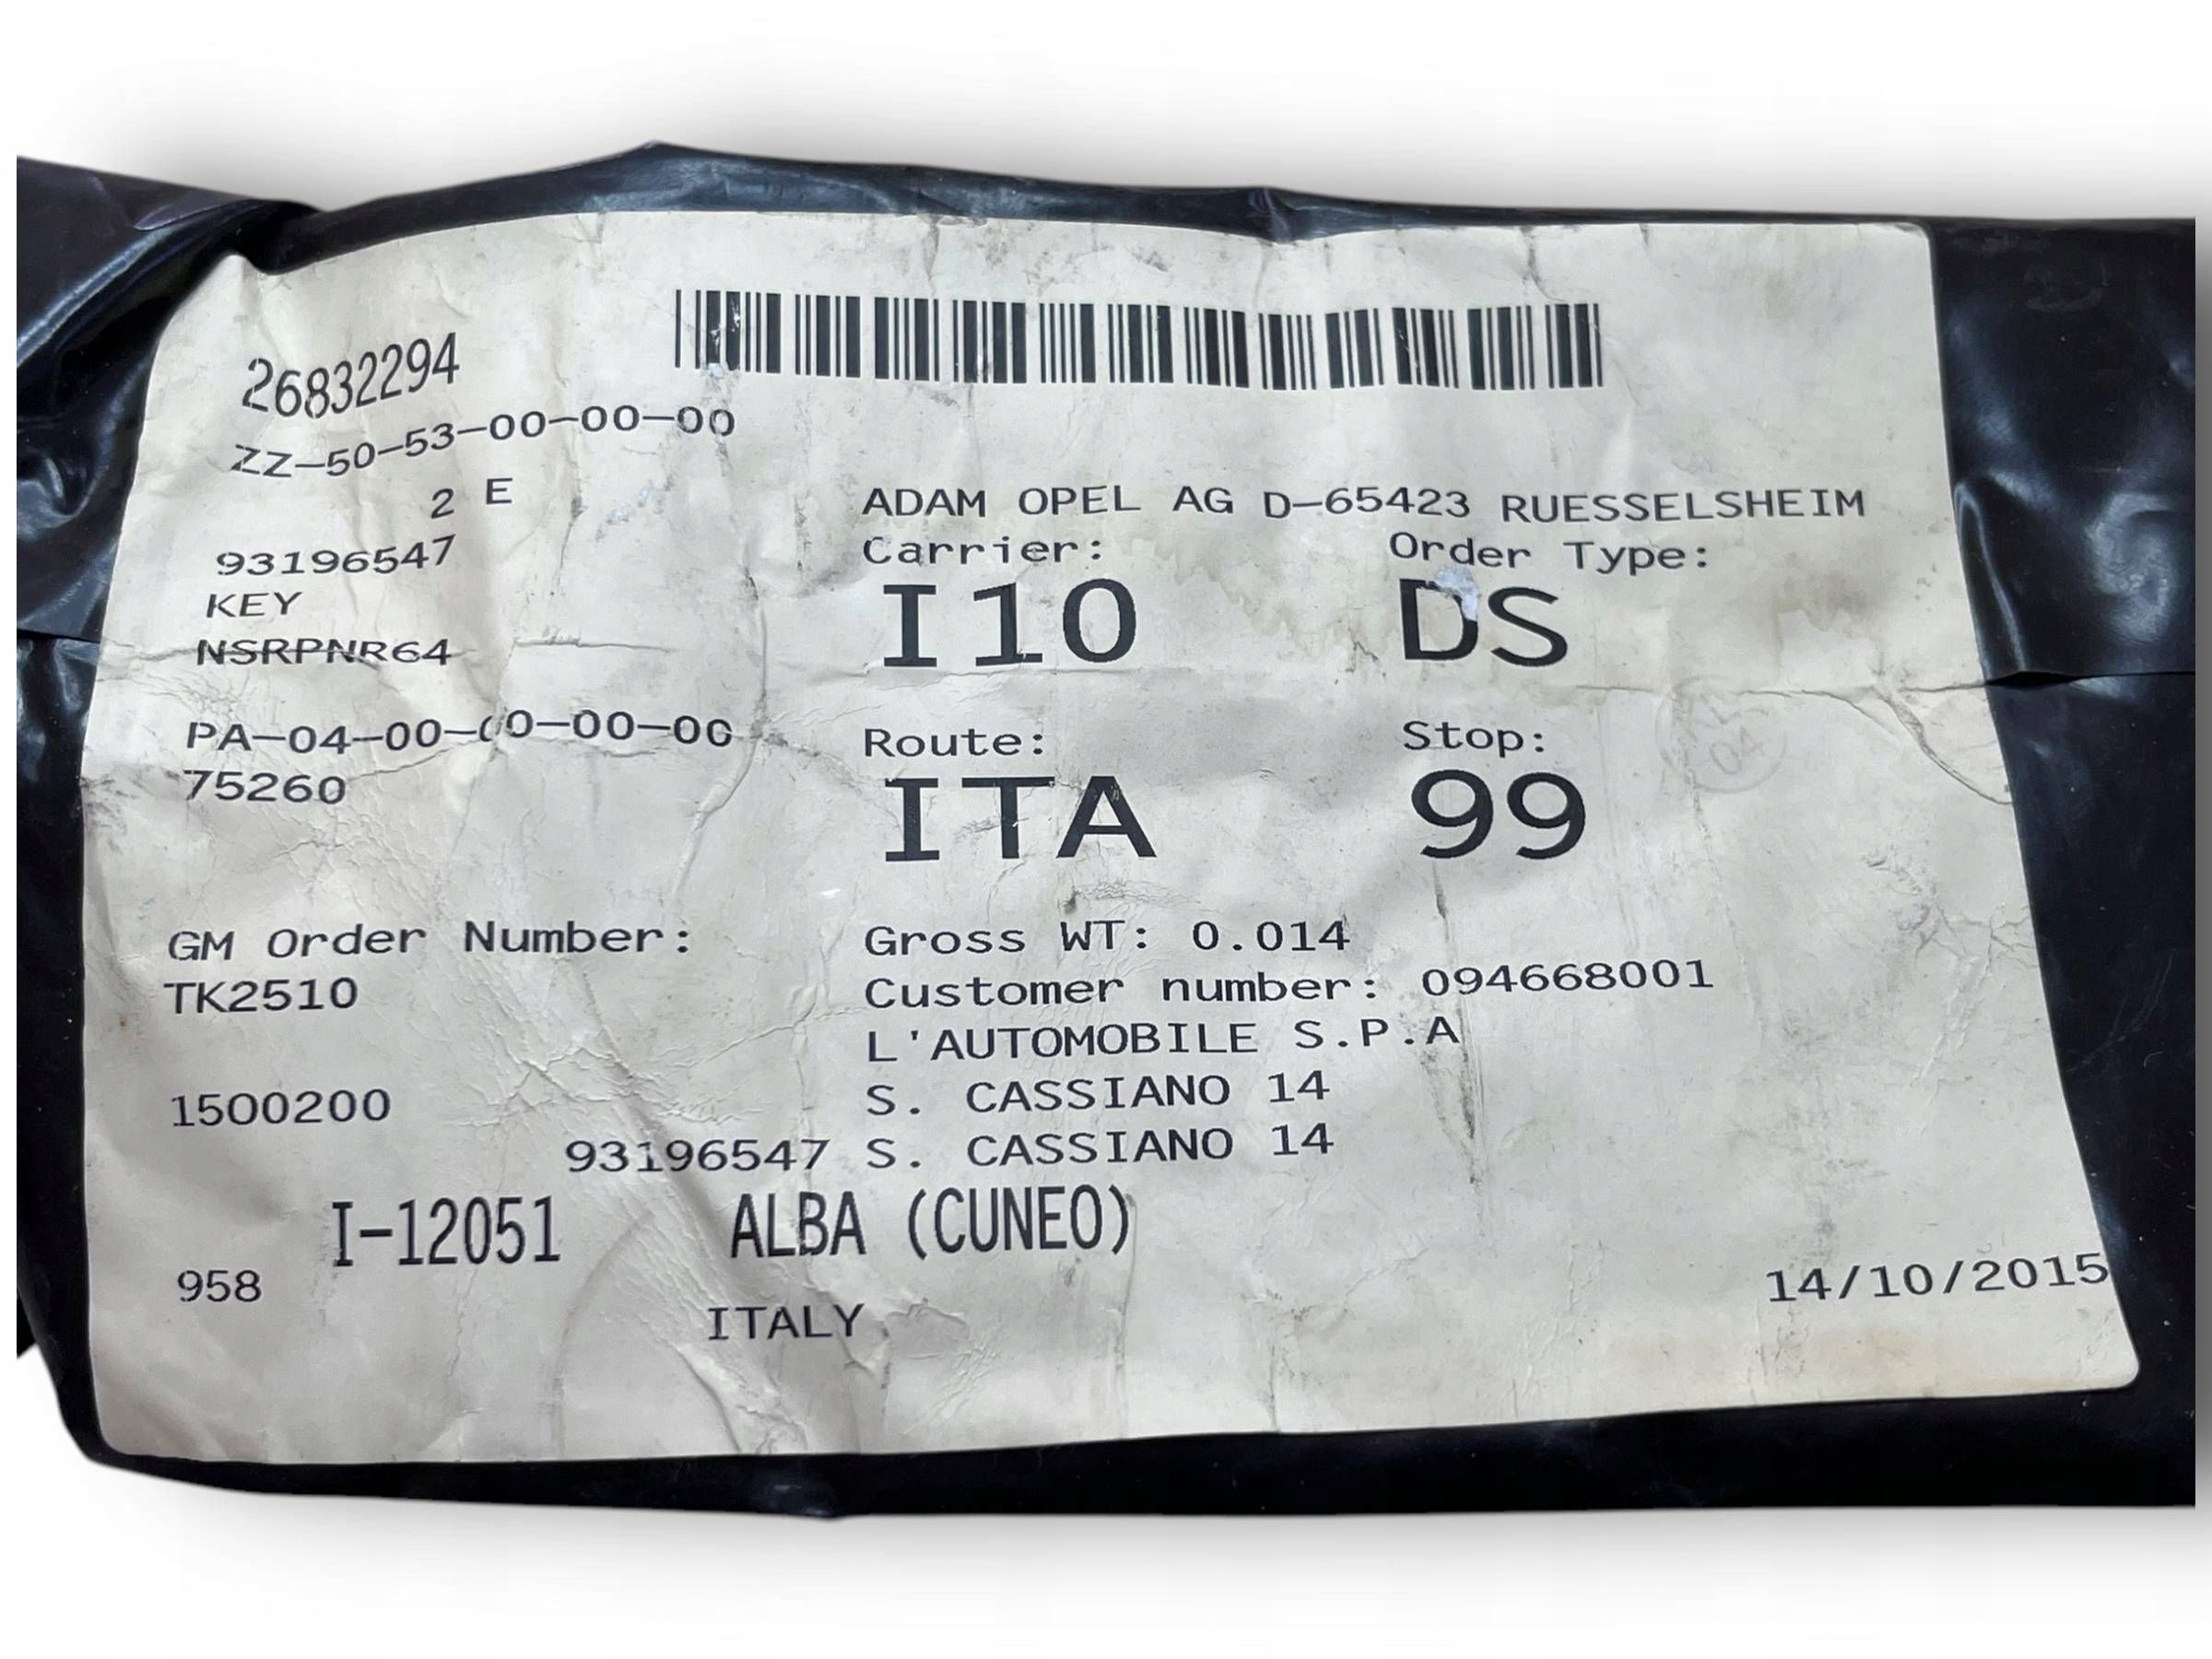 26832294
ZZ-50-53-00-00-00
2 E
93196547
KEY
NSRPNR64
PA-04-00-00-00-00
75260
GM Order Number:
TK2510
1500200
ADAM OPEL AG D-65423 RUESSELSHEIM
Carrier: Order Type:
I10 DS
Route: Stop:
ITA 99
04
Gross WT: 0.014
Customer number: 094668001
L'AUTOMOBILE S.P.A
S. CASSIANO 14
93196547 S. CASSIANO 14
I-12051 ALBA (CUNEO)
958 14/10/2015
ITALY